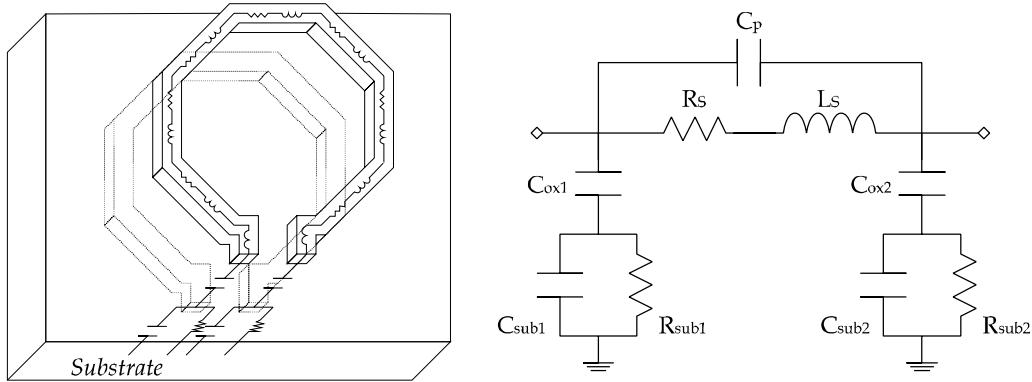 Cp
Rs
Ls
Cox1
Cox2
Csub1
Rsub1
Csub2
Rsub2
Substrate